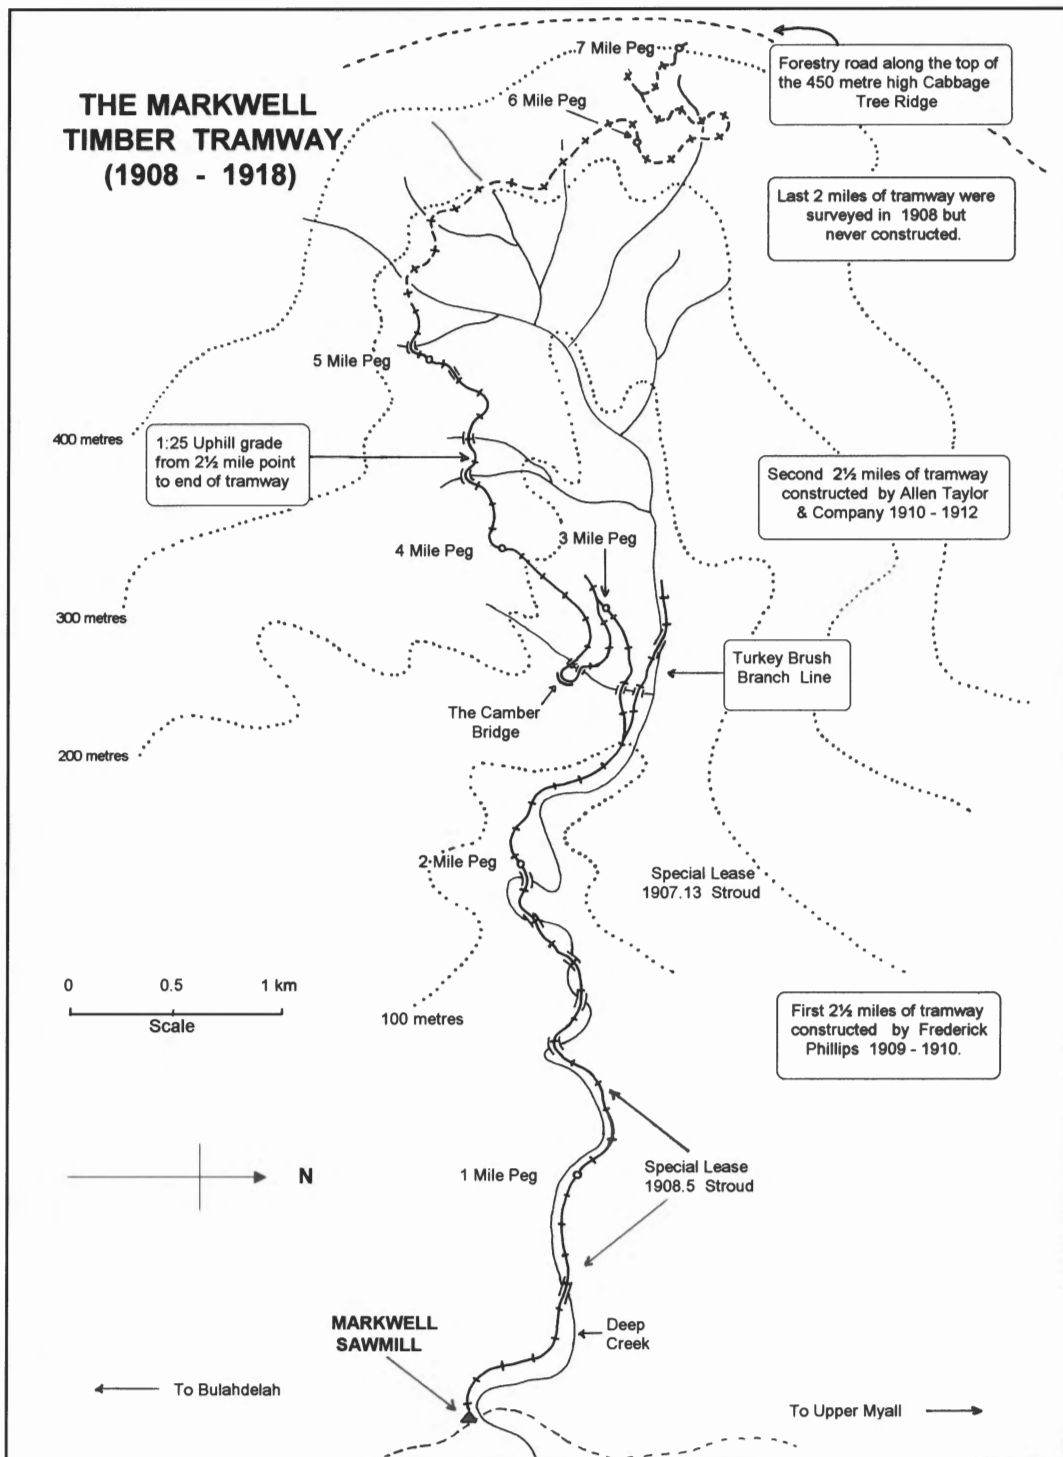 THE MARKWELL
TIMBER TRAMWAY
(1908 - 1918)
7 Mile Peg
6 Mile Peg
Forestry road along the top of
the 450 metre high Cabbage
Tree Ridge
Last 2 miles of tramway were
surveyed in 1908 but
never constructed.
5 Mile Peg
400 metres
1:25 Uphill grade
from 2½ mile point
to end of tramway
Second 2½ miles of tramway
constructed by Allen Taylor
& Company 1910 - 1912
4 Mile Peg
3 Mile Peg
300 metres
Turkey Brush
Branch Line
The Camber
Bridge
200 metres
2 Mile Peg
Special Lease
1907.13 Stroud
0 0.5 1 km
Scale
100 metres
First 2½ miles of tramway
constructed by Frederick
Phillips 1909 - 1910.
N
1 Mile Peg
Special Lease
1908.5 Stroud
MARKWELL
SAWMILL
Deep
Creek
To Bulahdelah
To Upper Myall